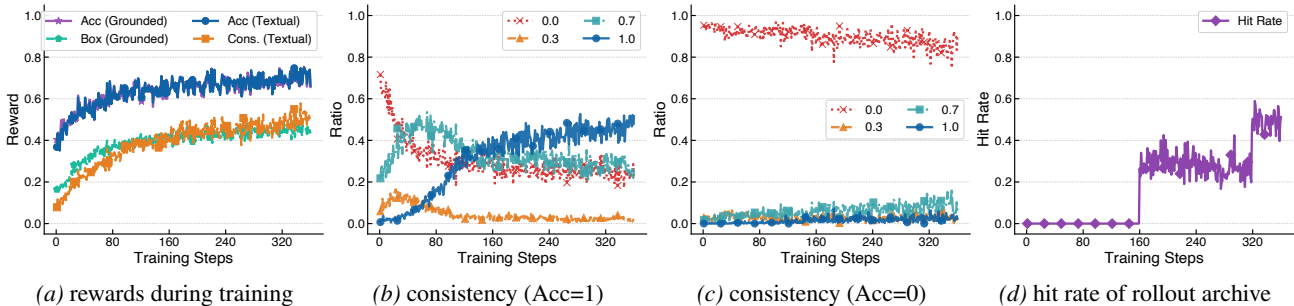 Acc (Grounded)
Box (Grounded)
Acc (Textual)
Cons. (Textual)
Reward
1.0
0.8
0.6
0.4
0.2
0.0
0 80 160 240 320
Training Steps
(a) rewards during training
0.0
0.3
0.7
1.0
Ratio
1.0
0.8
0.6
0.4
0.2
0.0
0 80 160 240 320
Training Steps
(b) consistency (Acc=1)
0.0
0.3
0.7
1.0
Ratio
1.0
0.8
0.6
0.4
0.2
0.0
0 80 160 240 320
Training Steps
(c) consistency (Acc=0)
Hit Rate
Hit Rate
1.0
0.8
0.6
0.4
0.2
0.0
0 80 160 240 320
Training Steps
(d) hit rate of rollout archive